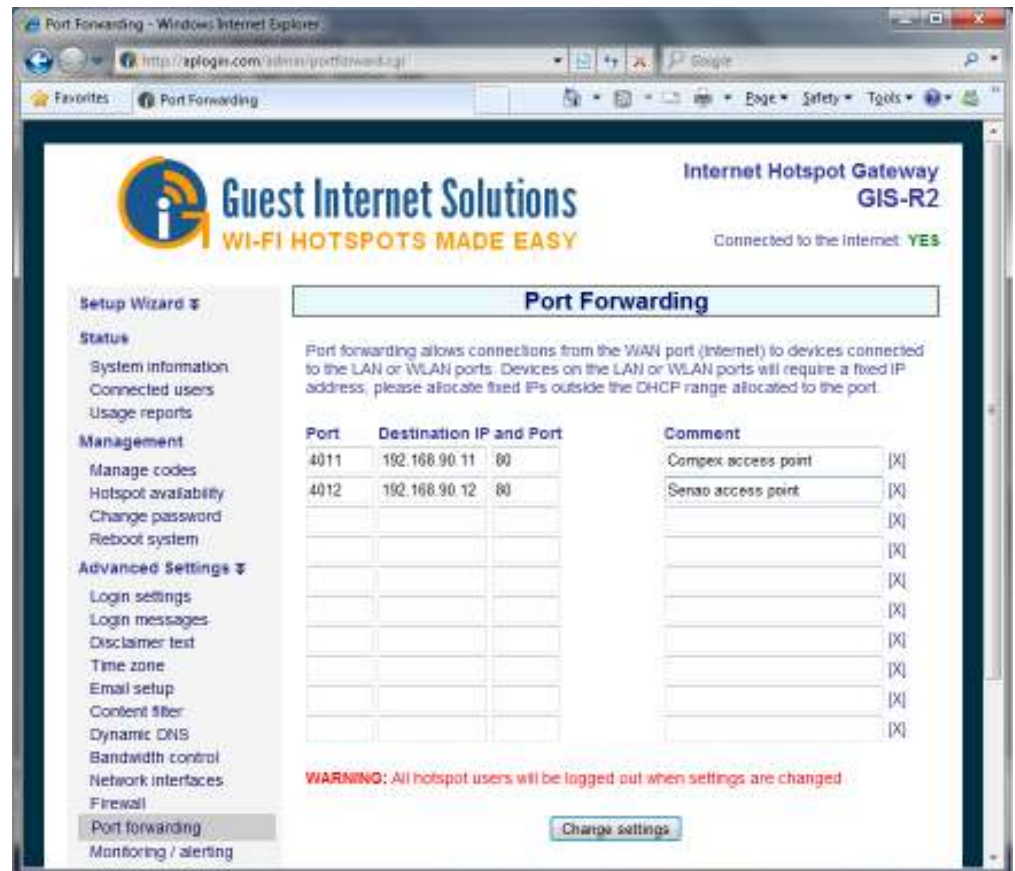 Port Forwarding - Windows Internet Explorer
http://aplogin.com/admin/portforward.cgi
Google
Favorites
Port Forwarding
Page
Safety
Tools
Guest Internet Solutions
WI-FI HOTSPOTS MADE EASY
Internet Hotspot Gateway
GIS-R2
Connected to the Internet: YES
Setup Wizard
Status
System information
Connected users
Usage reports
Management
Manage codes
Hotspot availability
Change password
Reboot system
Advanced Settings
Login settings
Login messages
Disclaimer text
Time zone
Email setup
Content filter
Dynamic DNS
Bandwidth control
Network interfaces
Firewall
Port forwarding
Monitoring / alerting
Port Forwarding
Port forwarding allows connections from the WAN port (Internet) to devices connected
to the LAN or WLAN ports. Devices on the LAN or WLAN ports will require a fixed IP
address, please allocate fixed IPs outside the DHCP range allocated to the port.
Port Destination IP and Port Comment
4011 192.168.90.11 80 Compex access point [X]
4012 192.168.90.12 80 Senao access point [X]
[X]
[X]
[X]
[X]
[X]
[X]
[X]
[X]
WARNING: All hotspot users will be logged out when settings are changed
Change settings